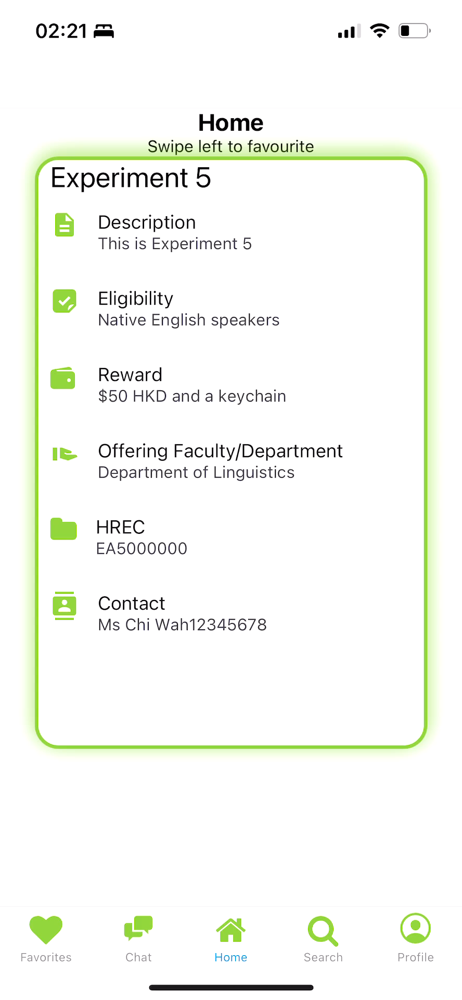 02:21
Home
Swipe left to favourite
Experiment 5
Description
This is Experiment 5
Eligibility
Native English speakers
Reward
$50 HKD and a keychain
Offering Faculty/Department
Department of Linguistics
HREC
EA5000000
Contact
Ms Chi Wah12345678
Favorites
Chat
Home
Search
Profile